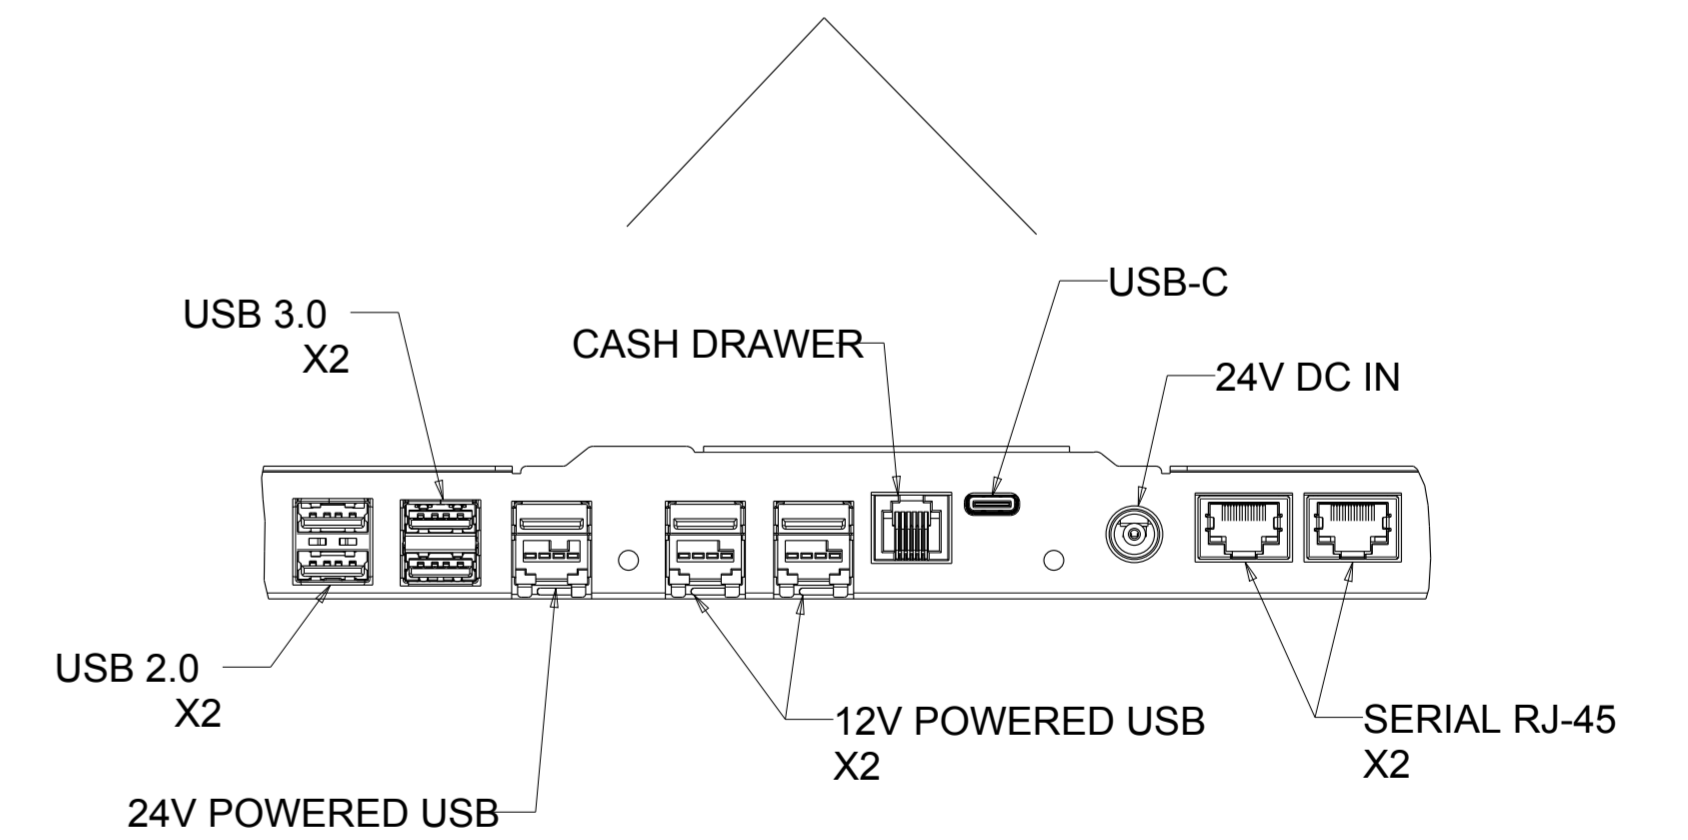 USB-C
USB 3.0
X2
CASH DRAWER
24V DC IN
USB 2.0
X2
12V POWERED USB
X2
SERIAL RJ-45
X2
24V POWERED USB